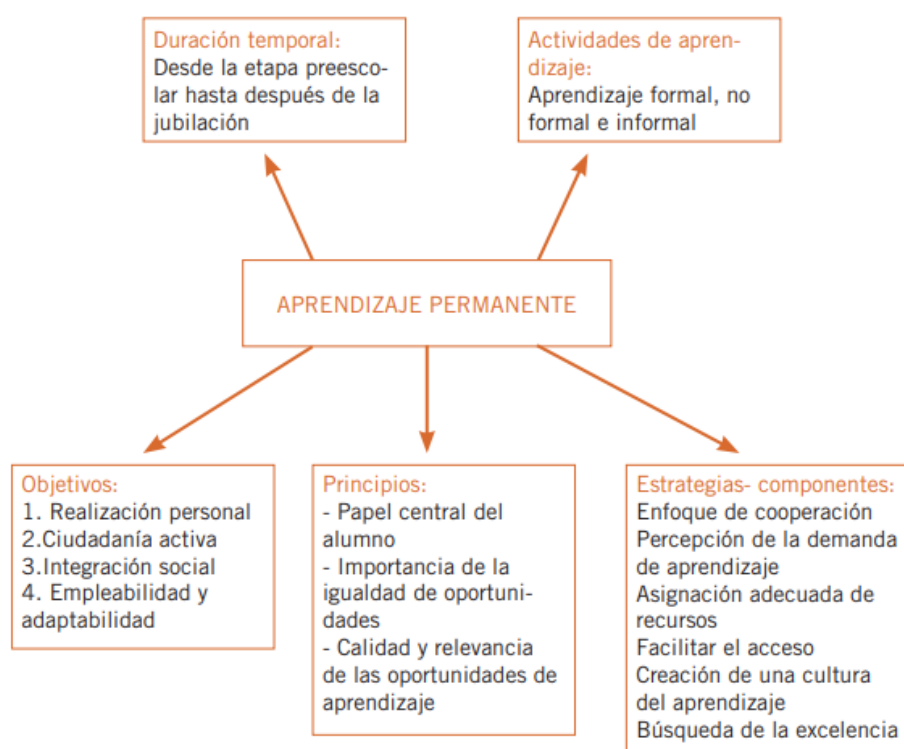 Duración temporal:
Desde la etapa preesco-
lar hasta después de la
jubilación
Actividades de apren-
dizaje:
Aprendizaje formal, no
formal e informal
APRENDIZAJE PERMANENTE
Objetivos:
1. Realización personal
2.Ciudadanía activa
3.Integración social
4. Empleabilidad y
adaptabilidad
Principios:
- Papel central del
alumno
- Importancia de la
igualdad de oportuni-
dades
- Calidad y relevancia
de las oportunidades de
aprendizaje
Estrategias- componentes:
Enfoque de cooperación
Percepción de la demanda
de aprendizaje
Asignación adecuada de
recursos
Facilitar el acceso
Creación de una cultura
del aprendizaje
Búsqueda de la excelencia